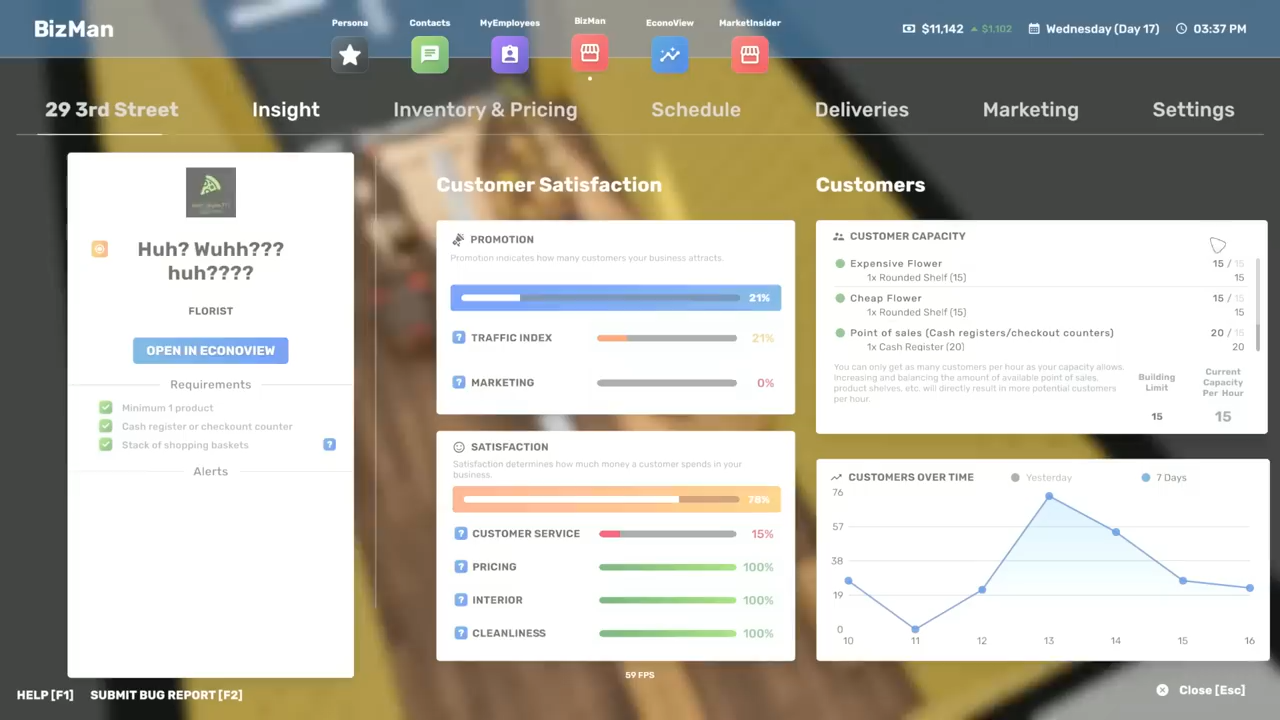 BizMan
Persona
Contacts
MyEmployees
BizMan
EconoView
MarketInsider
$11,142 $1,102
Wednesday (Day 17)
03:37 PM
29 3rd Street
Insight
Inventory & Pricing
Schedule
Deliveries
Marketing
Settings
Huh? Wuhh???
huh????
FLORIST
OPEN IN ECONOVIEW
Requirements
Minimum 1 product
Cash register or checkount counter
Stack of shopping baskets ?
Alerts
Customer Satisfaction
PROMOTION
Promotion indicates how many customers your business attracts.
21%
? TRAFFIC INDEX 21%
? MARKETING 0%
SATISFACTION
Satisfaction determines how much money a customer spends in your
business.
78%
? CUSTOMER SERVICE 15%
? PRICING 100%
? INTERIOR 100%
? CLEANLINESS 100%
Customers
CUSTOMER CAPACITY
Expensive Flower 15 / 15
1x Rounded Shelf (15) 15
Cheap Flower 15 / 15
1x Rounded Shelf (15) 15
Point of sales (Cash registers/checkout counters) 20 / 15
1x Cash Register (20) 20
You can only get as many customers per hour as your capacity allows.
Increasing and balancing the amount of available point of sales,
product shelves, etc. will directly result in more potential customers
per hour.
Building
Limit
15
Current
Capacity
Per Hour
15
CUSTOMERS OVER TIME
Yesterday
7 Days
76
57
38
19
0
10 11 12 13 14 15 16
59 FPS
HELP [F1]
SUBMIT BUG REPORT [F2]
Close [Esc]